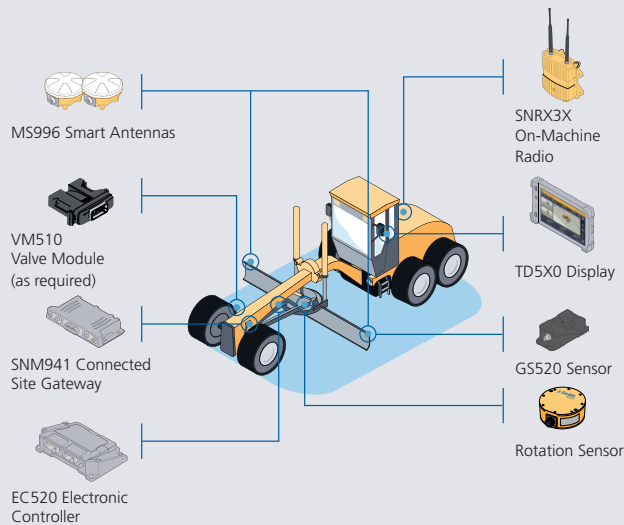 MS996 Smart Antennas
VM510
Valve Module
(as required)
SNM941 Connected
Site Gateway
EC520 Electronic
Controller
SNRX3X
On-Machine
Radio
TD5X0 Display
GS520 Sensor
Rotation Sensor